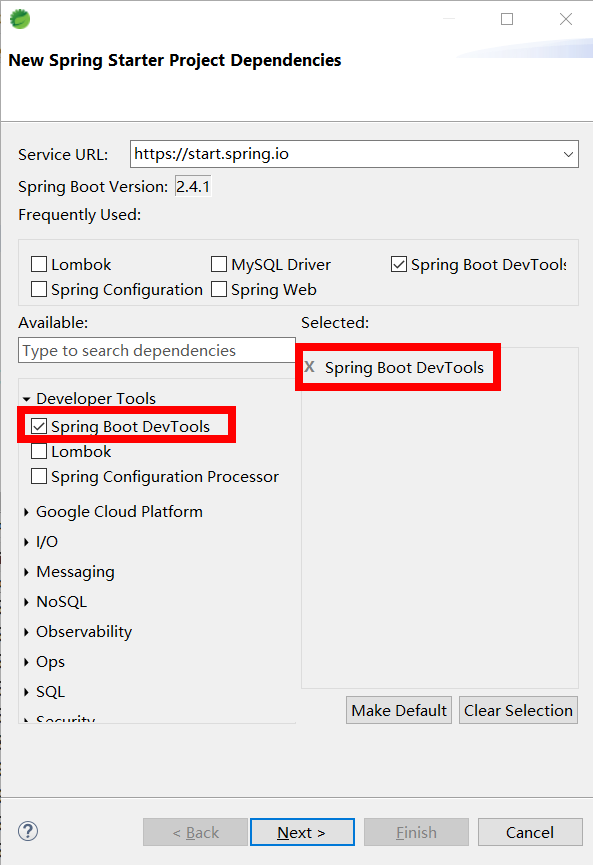 New Spring Starter Project Dependencies
Service URL: https://start.spring.io
Spring Boot Version: 2.4.1
Frequently Used:
Lombok MySQL Driver Spring Boot DevTools
Spring Configuration Spring Web
Available: Selected:
Type to search dependencies
X Spring Boot DevTools
Developer Tools
Spring Boot DevTools
Lombok
Spring Configuration Processor
Google Cloud Platform
I/O
Messaging
NoSQL
Observability
Ops
SQL
Security
Make Default Clear Selection
? < Back Next > Finish Cancel